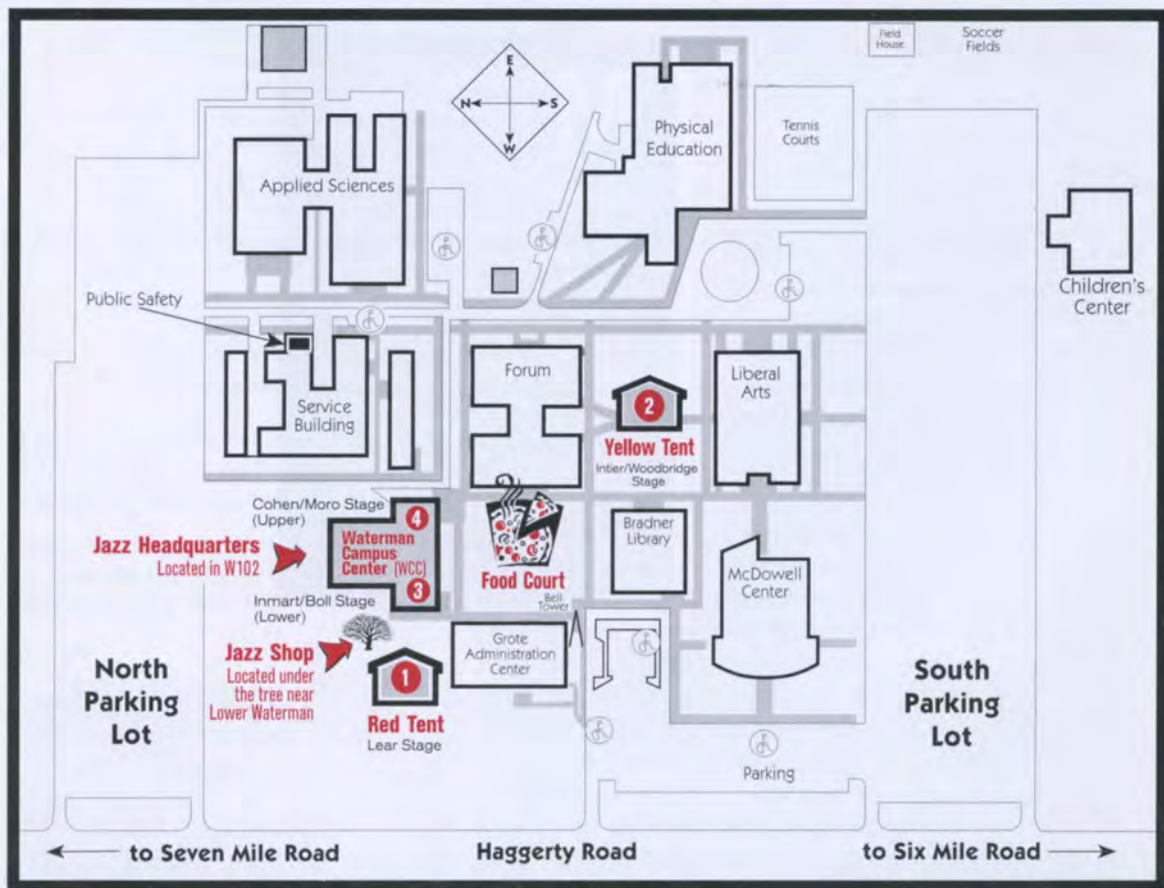 Field
House
Soccer
Fields
E
N
S
W
Physical
Education
Tennis
Courts
Applied Sciences
Public Safety
Children's
Center
Forum
Liberal
Arts
Service
Building
2
Yellow Tent
Intier/Woodbridge
Stage
Cohen/Moro Stage
(Upper)
4
Jazz Headquarters
Located in W102
Waterman
Campus
Center (WCC)
3
Bradner
Library
Food Court
McDowell
Center
Inmart/Boll Stage
(Lower)
Bell
Tower
Grote
Administration
Center
Jazz Shop
Located under
the tree near
Lower Waterman
1
Red Tent
Lear Stage
North
Parking
Lot
South
Parking
Lot
Parking
to Seven Mile Road
Haggerty Road
to Six Mile Road